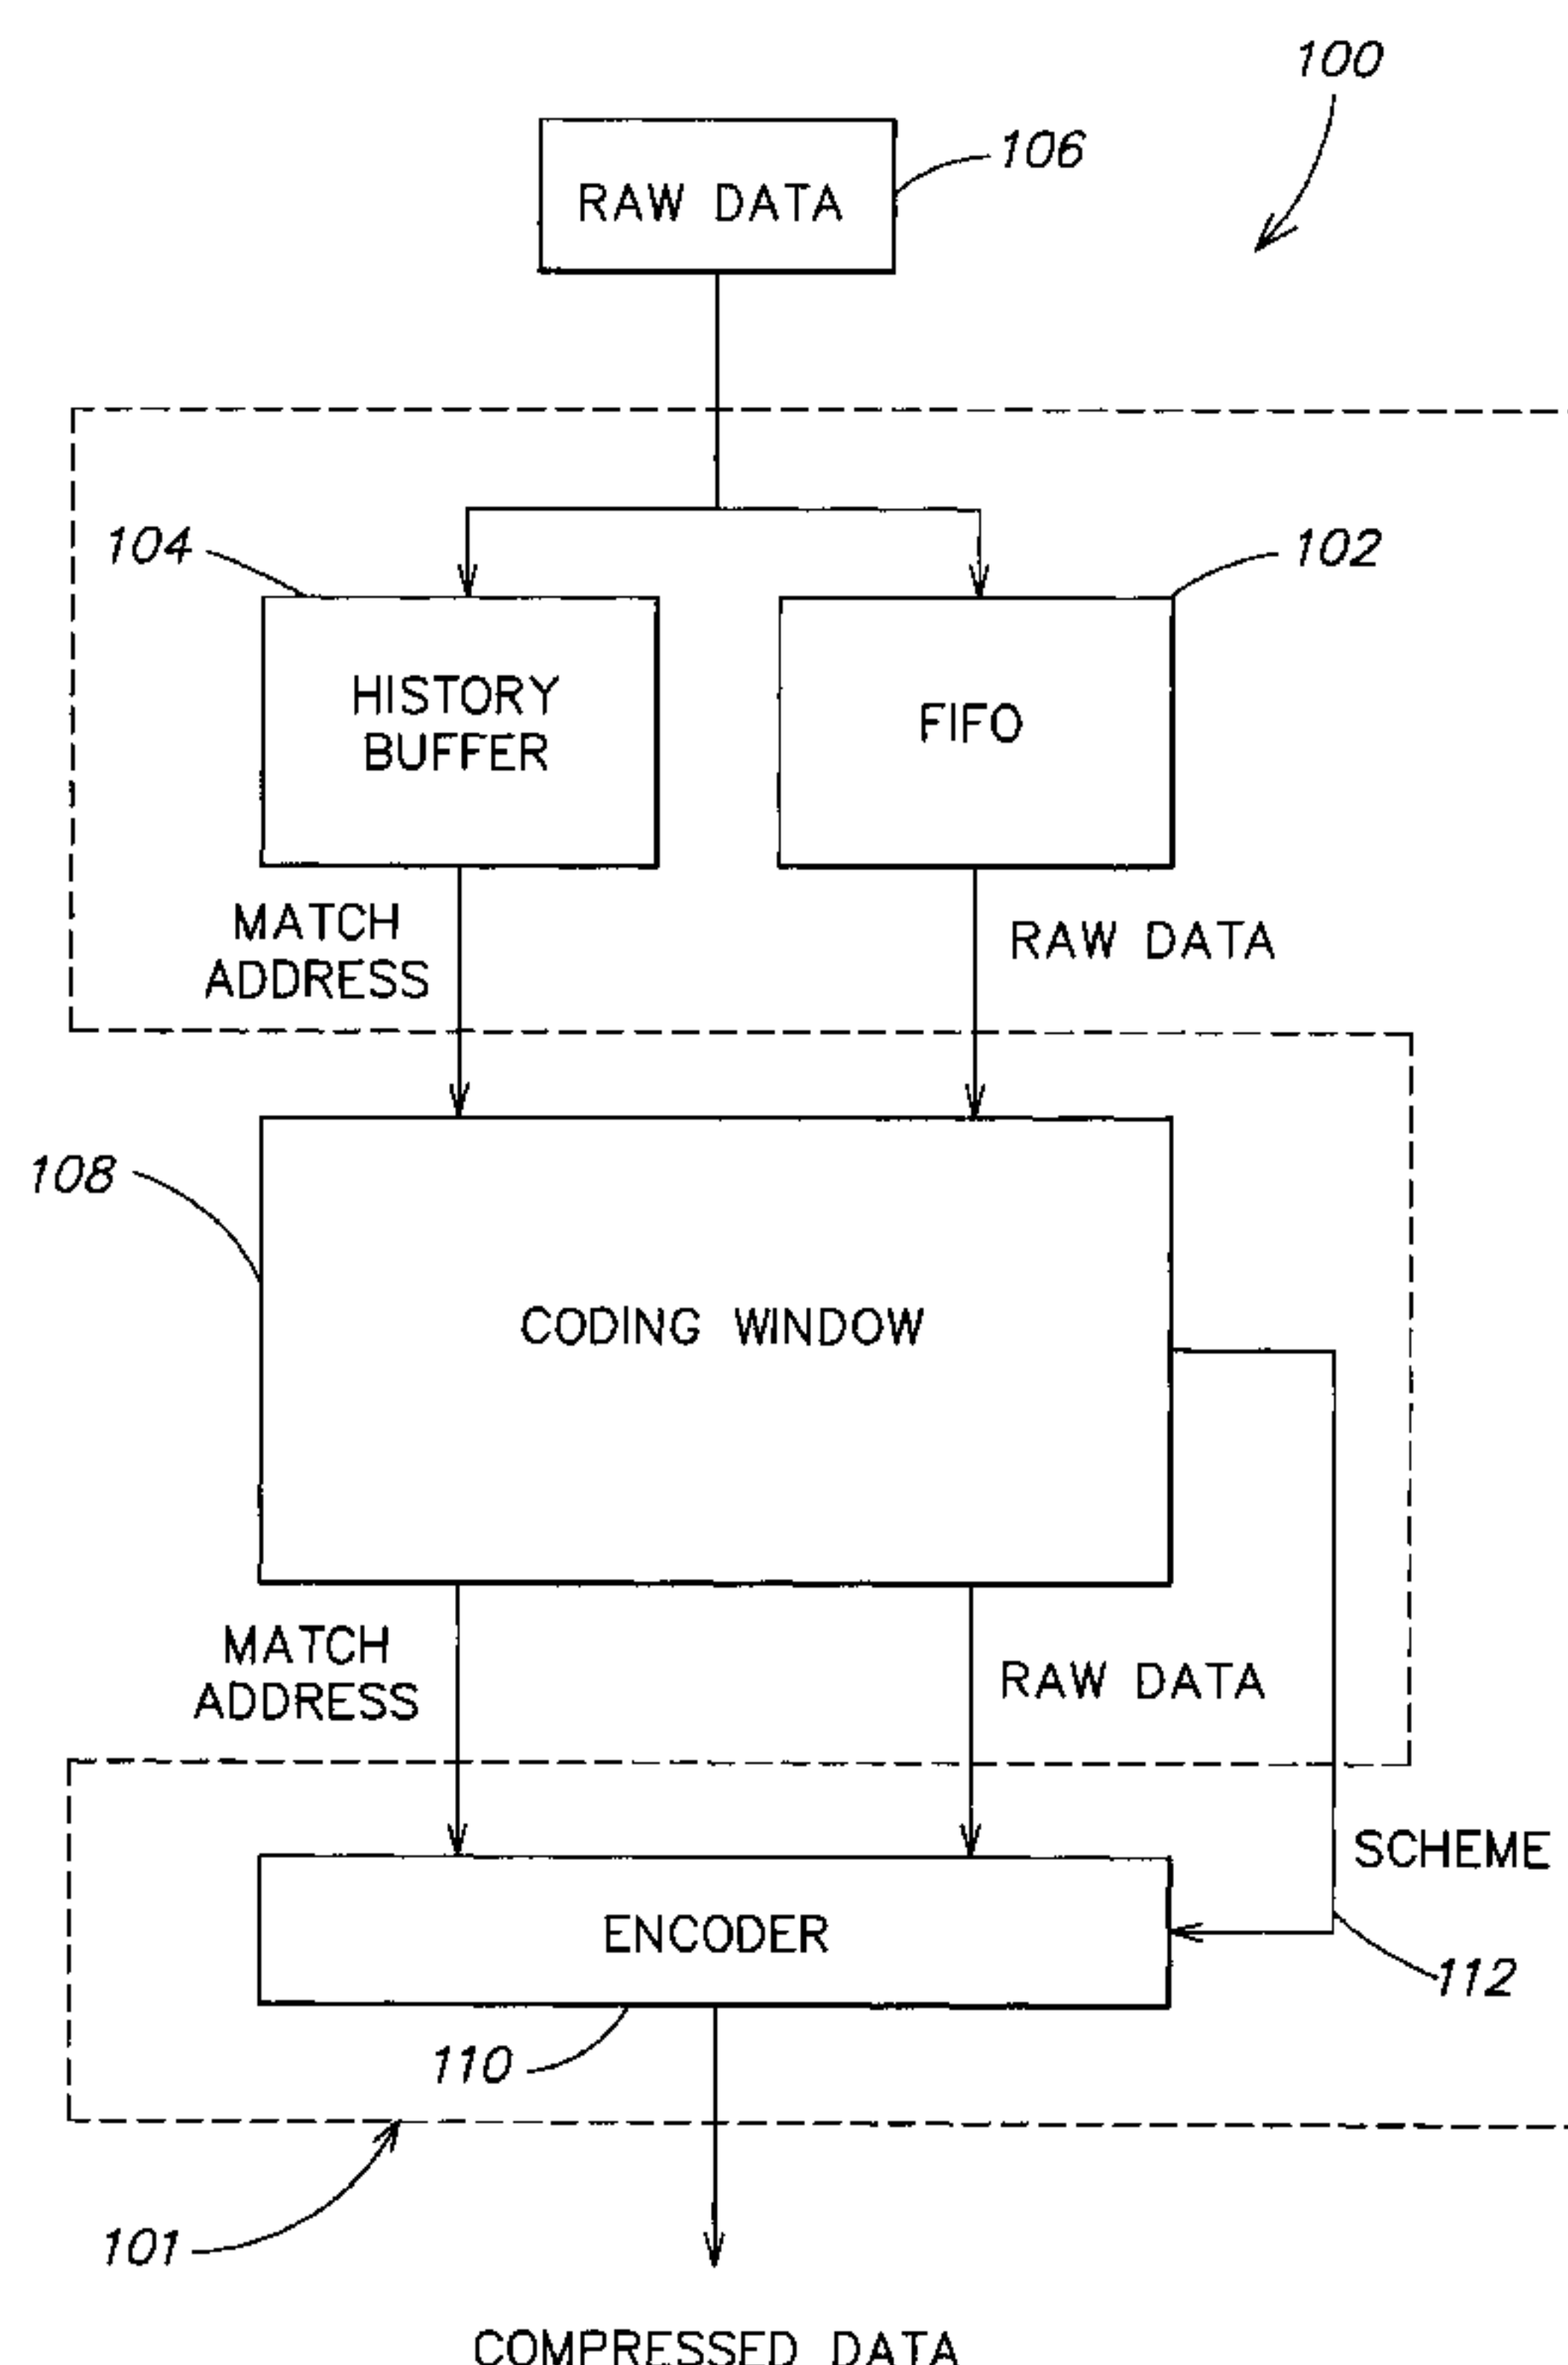 100
106
RAW DATA
104
102
HISTORY
BUFFER
FIFO
MATCH
ADDRESS
RAW DATA
108
CODING WINDOW
MATCH
ADDRESS
RAW DATA
SCHEME
ENCODER
112
110
101
COMPRESSED DATA